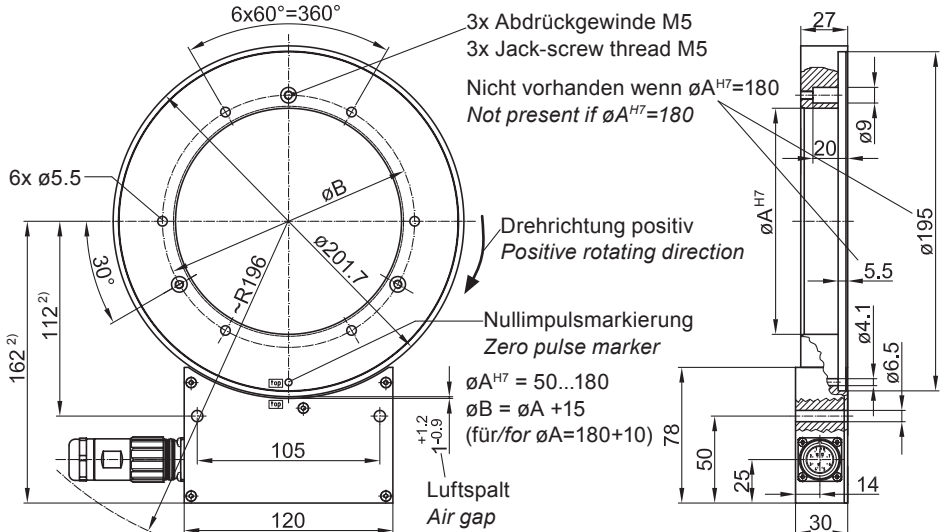 6x60°=360°
3x Abdrückgewinde M5
3x Jack-screw thread M5
Nicht vorhanden wenn øA^H7=180
Not present if øA^H7=180
27
ø9
20
6x ø5.5
øB
øA^H7
ø195
Drehrichtung positiv
Positive rotating direction
30°
ø201.7
~R196
5.5
112 2)
162 2)
Nullimpulsmarkierung
Zero pulse marker
ø4.1
ø6.5
Top
Top
øA^H7 = 50...180
øB = øA +15
(für/for øA=180+10)
1 +1.2 -0.9
105
78
50
25
14
Luftspalt
Air gap
120
30